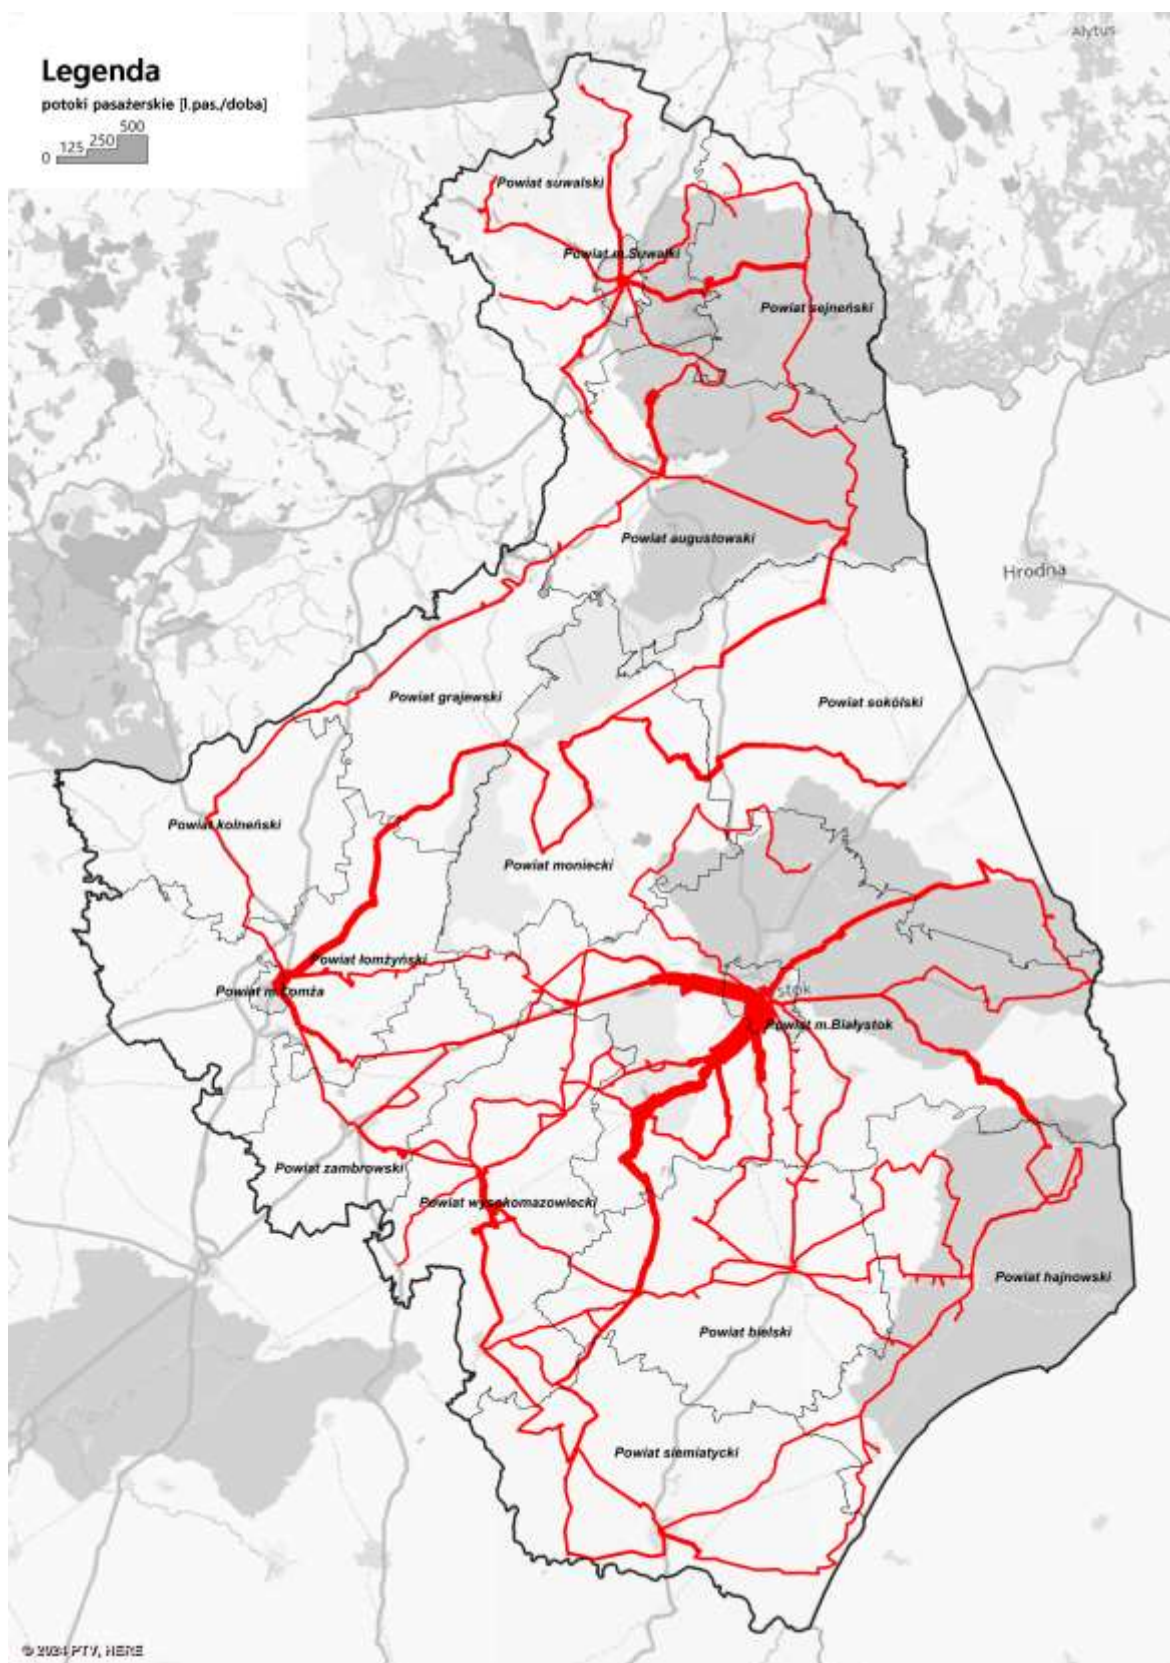 Alytus
Legenda
potoki pasażerskie [l.pas./doba]
500
250
125
0
Powiat suwalski
Powiat m.Suwałki
Powiat sejneński
Powiat augustowski
Hrodna
Powiat grajewski
Powiat sokólski
Powiat kolneński
Powiat moniecki
Powiat łomżyński
Powiat m.Łomża
stok
Powiat m.Białystok
Powiat zambrowski
Powiat wysokomazowiecki
Powiat hajnowski
Powiat bielski
Powiat siemiatycki
© 2024 PTV, HERE